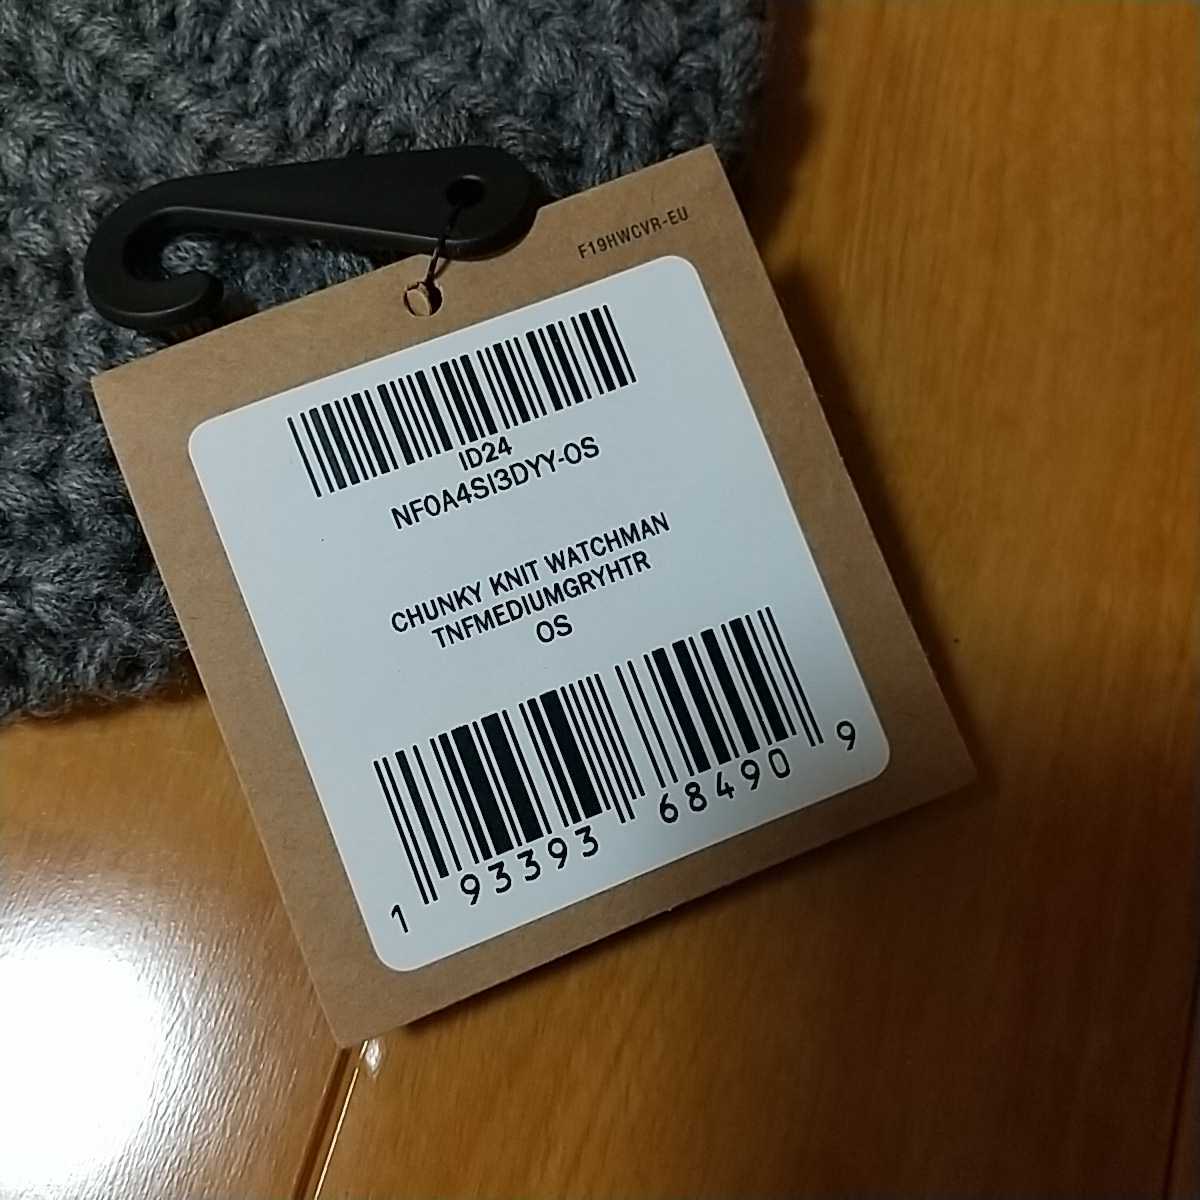 F19HWCVR-EU
ID24
NF0A4SI3DYY-OS
CHUNKY KNIT WATCHMAN
TNFMEDIUMGRYHTR
OS
1 93393 68490 9